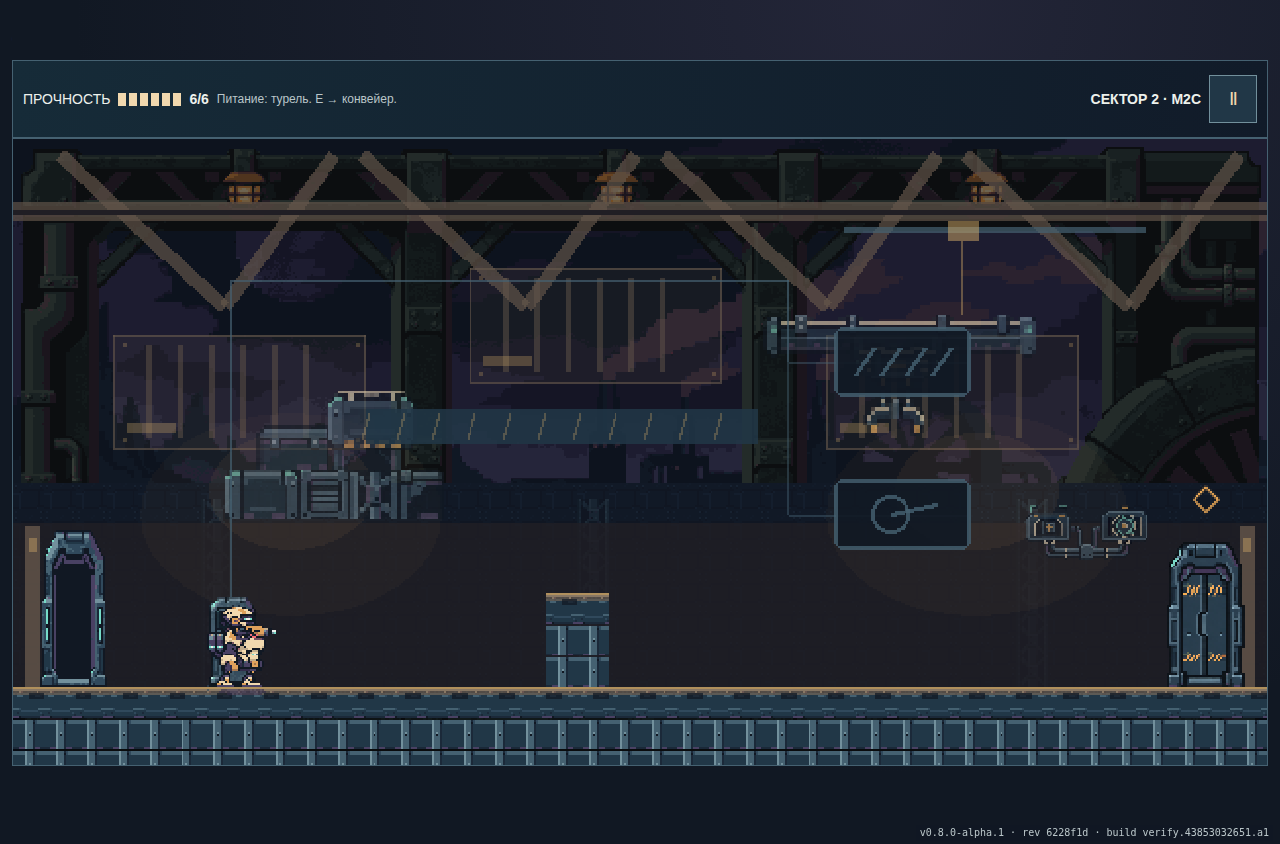 ПРОЧНОСТЬ 6/6 Питание: турель. E → конвейер.
СЕКТОР 2 · M2C
v0.8.0-alpha.1 · rev 6228f1d · build verify.43853032651.a1